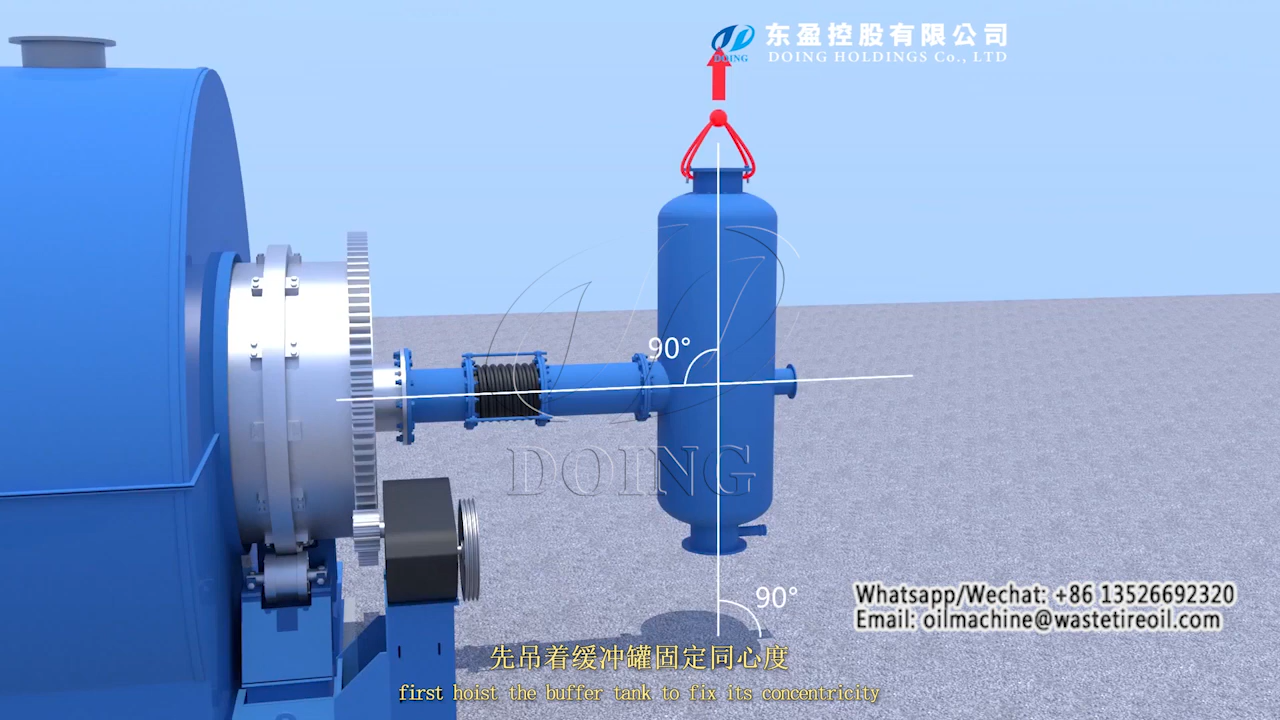 东盈控股有限公司
DOING
DOING HOLDINGS Co., LTD
90°
DOING
90°
Whatsapp/Wechat: +86 13526692320
Email: oilmachine@wastetireoil.com
先吊着缓冲罐固定同心度
first hoist the buffer tank to fix its concentricity